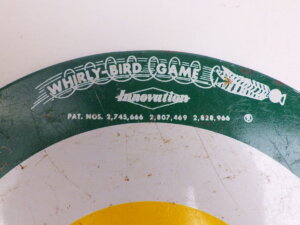 WHIRLY-BIRD GAME
Innovation
PAT. NOS. 2,745,666 2,807,469 2,828,966